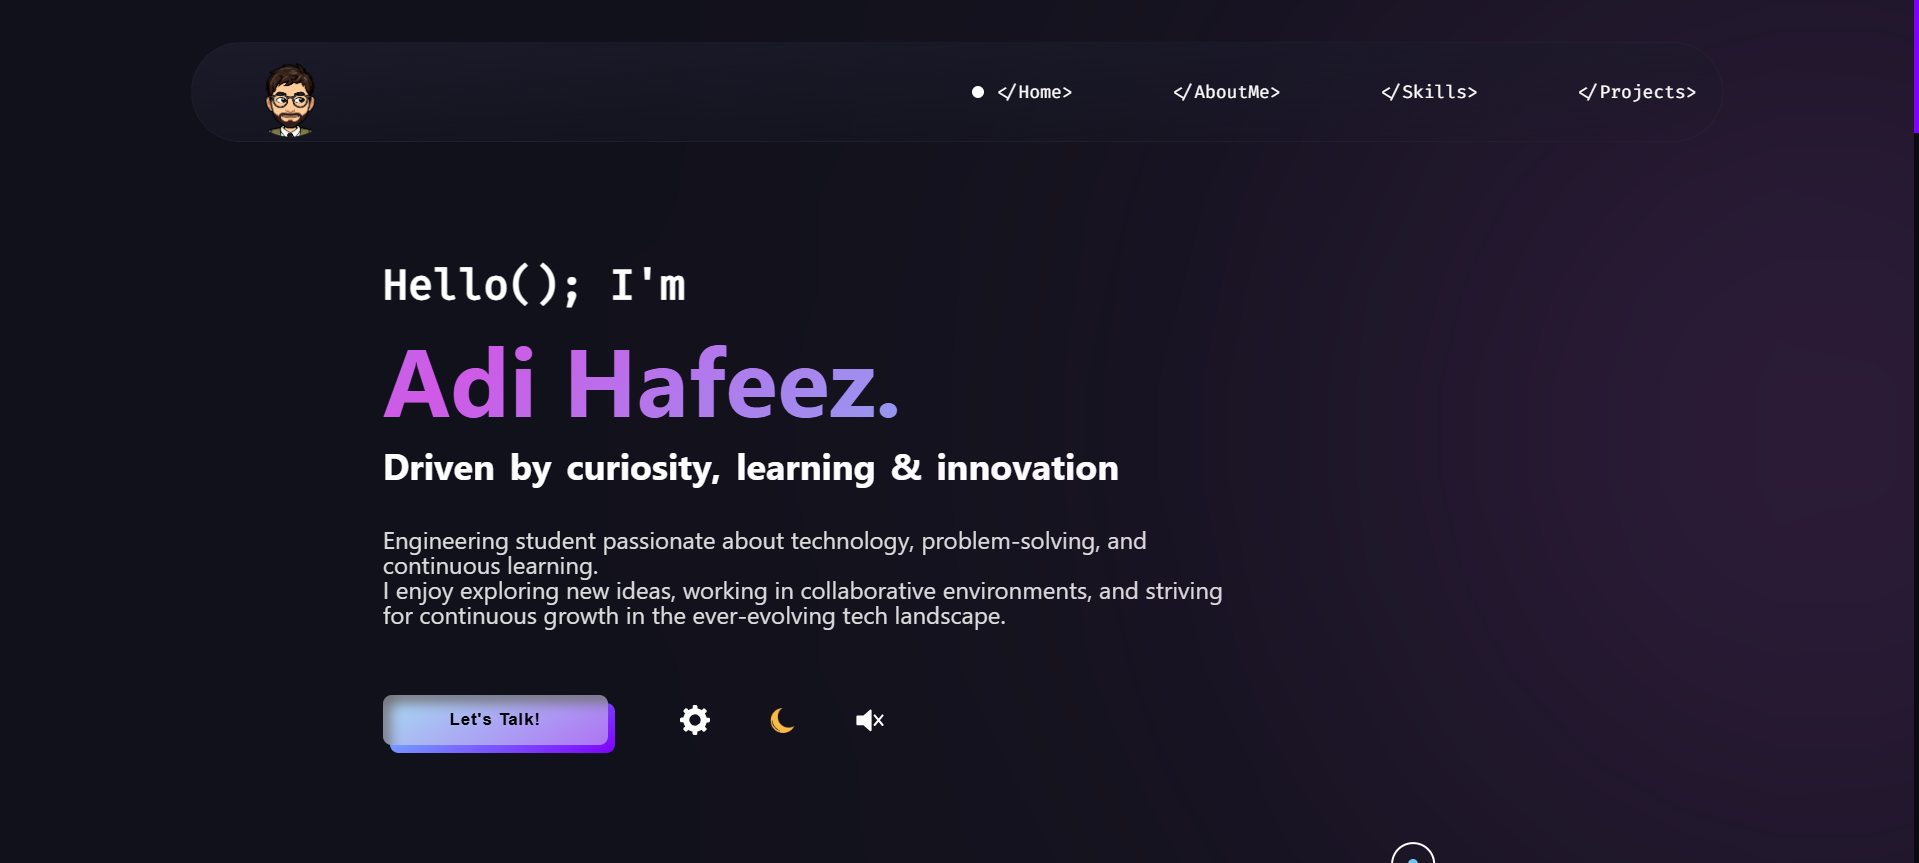 </Home>
</AboutMe>
</Skills>
</Projects>
Hello(); I'm
Adi Hafeez.
Driven by curiosity, learning & innovation
Engineering student passionate about technology, problem-solving, and
continuous learning.
I enjoy exploring new ideas, working in collaborative environments, and striving
for continuous growth in the ever-evolving tech landscape.
Let's Talk!